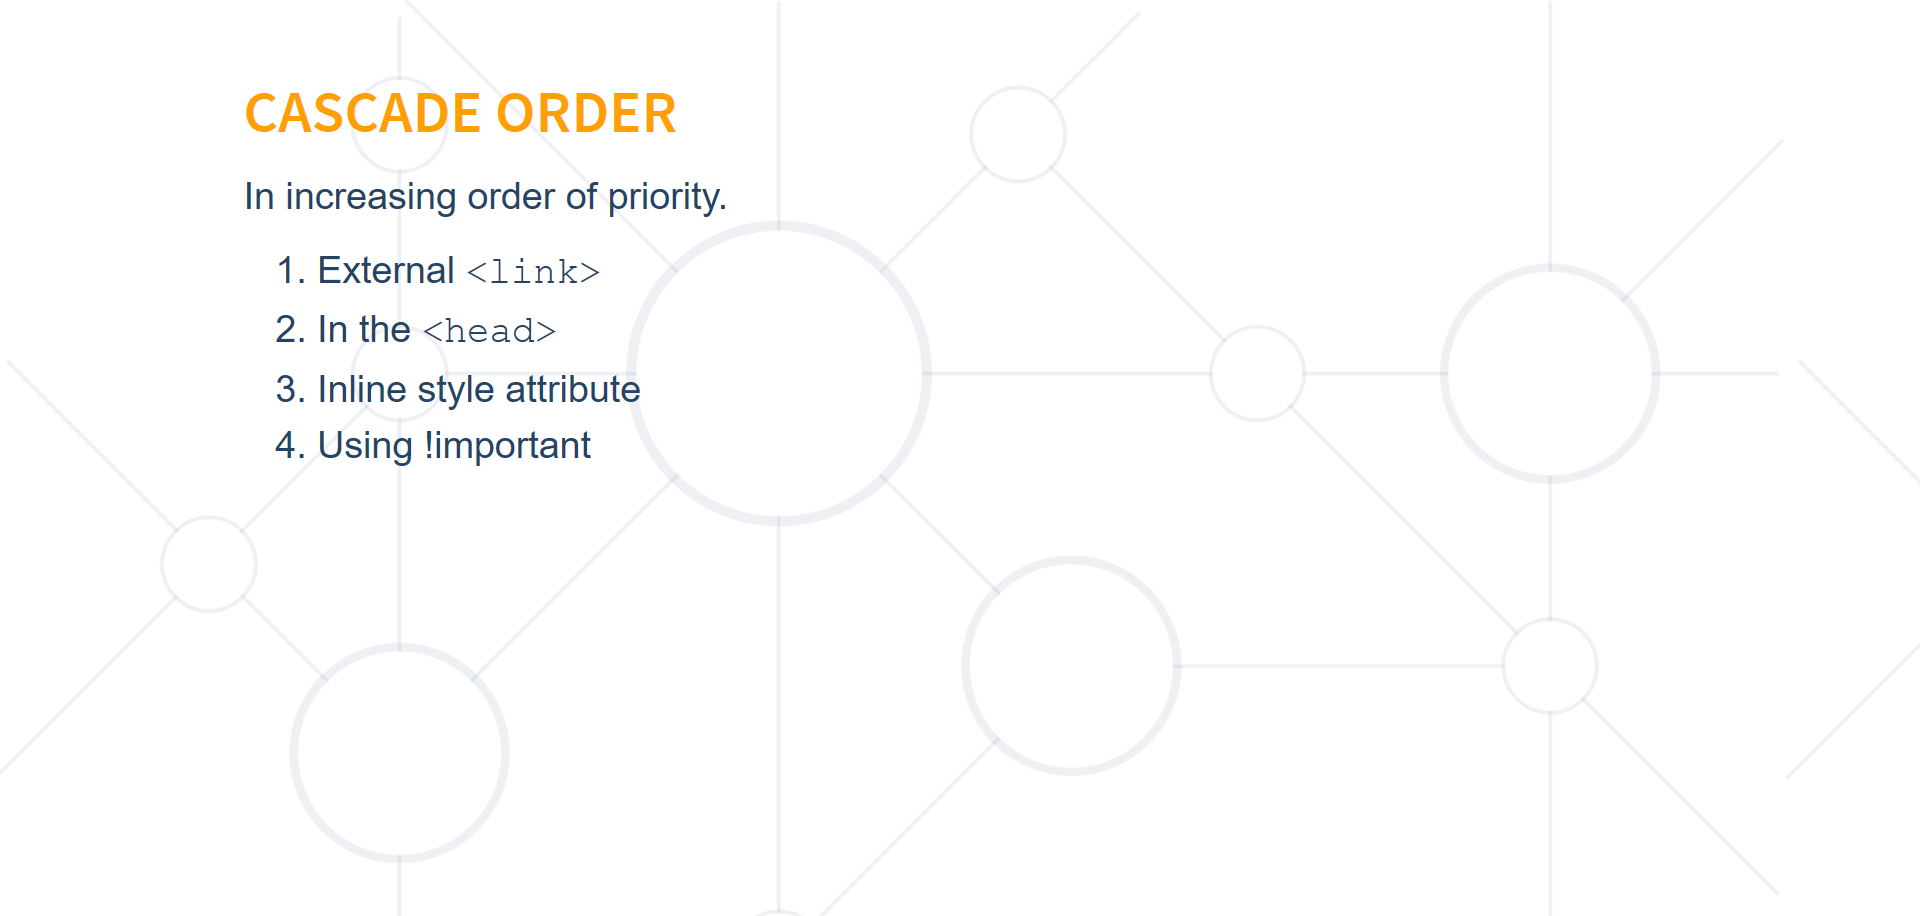 CASCADE ORDER
In increasing order of priority.
1. External <link>
2. In the <head>
3. Inline style attribute
4. Using !important